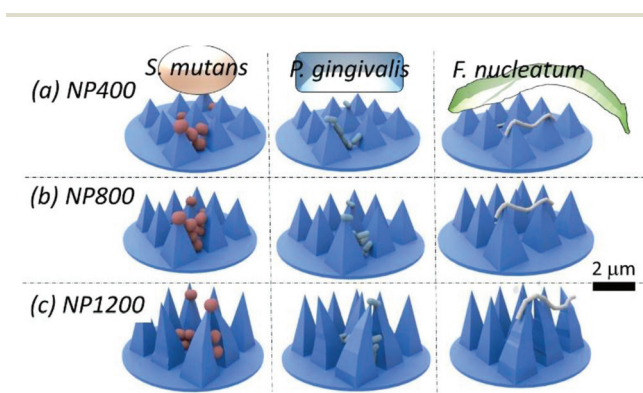 S. mutans
P. gingivalis
F. nucleatum
(a) NP400
(b) NP800
2 μm
(c) NP1200